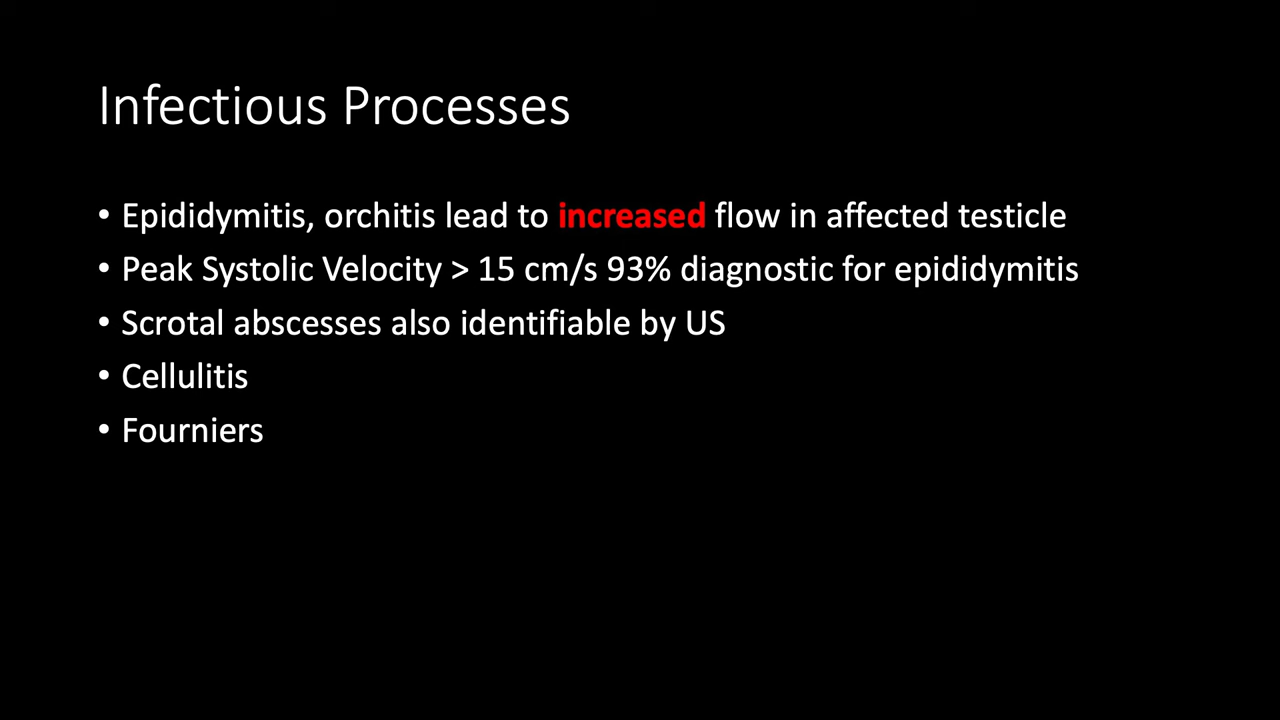 Infectious Processes
• Epididymitis, orchitis lead to increased flow in affected testicle
• Peak Systolic Velocity > 15 cm/s 93% diagnostic for epididymitis
• Scrotal abscesses also identifiable by US
• Cellulitis
• Fourniers